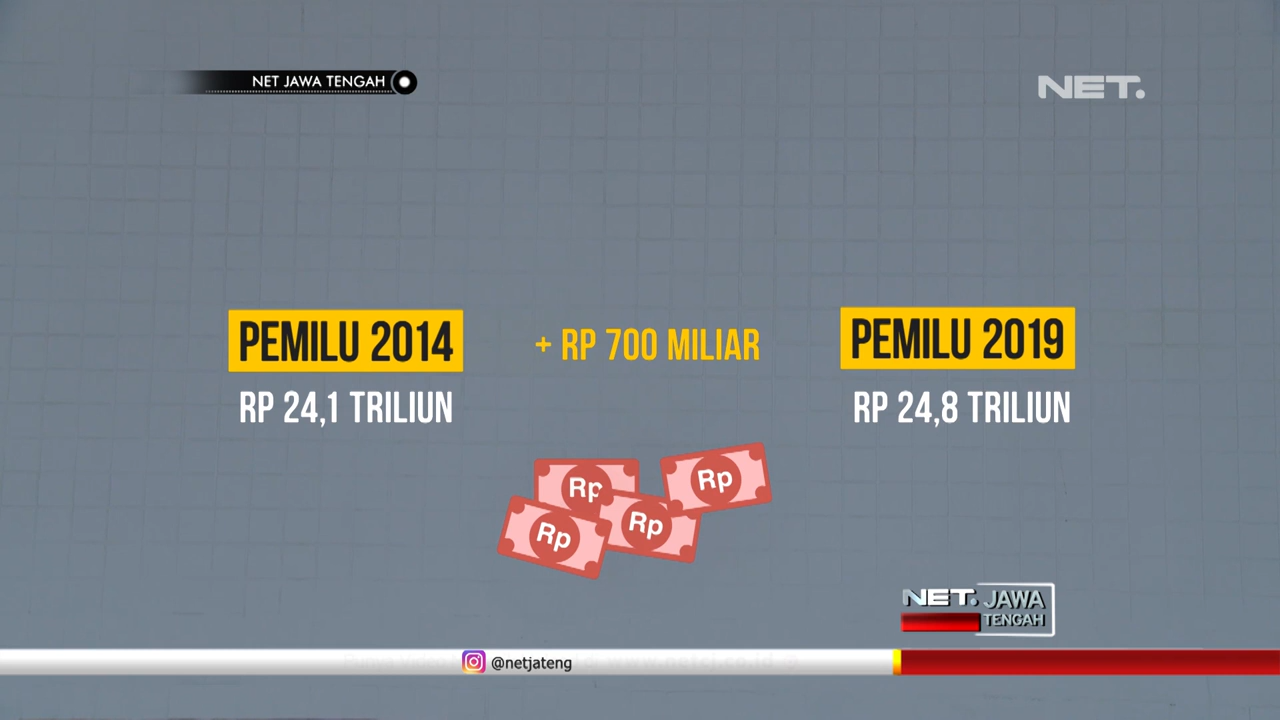 NET JAWA TENGAH
NET.
PEMILU 2014
+ RP 700 MILIAR
PEMILU 2019
RP 24,1 TRILIUN
RP 24,8 TRILIUN
Rp
Rp
Rp
Rp
NET. JAWA
TENGAH
@netjateng